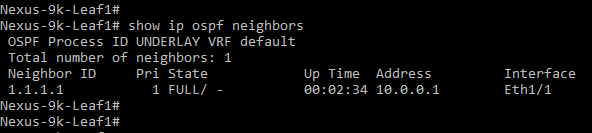 Nexus-9k-Leaf1#
Nexus-9k-Leaf1# show ip ospf neighbors
 OSPF Process ID UNDERLAY VRF default
 Total number of neighbors: 1
 Neighbor ID     Pri State            Up Time  Address         Interface
 1.1.1.1           1 FULL/ -          00:02:34 10.0.0.1        Eth1/1
Nexus-9k-Leaf1#
Nexus-9k-Leaf1#